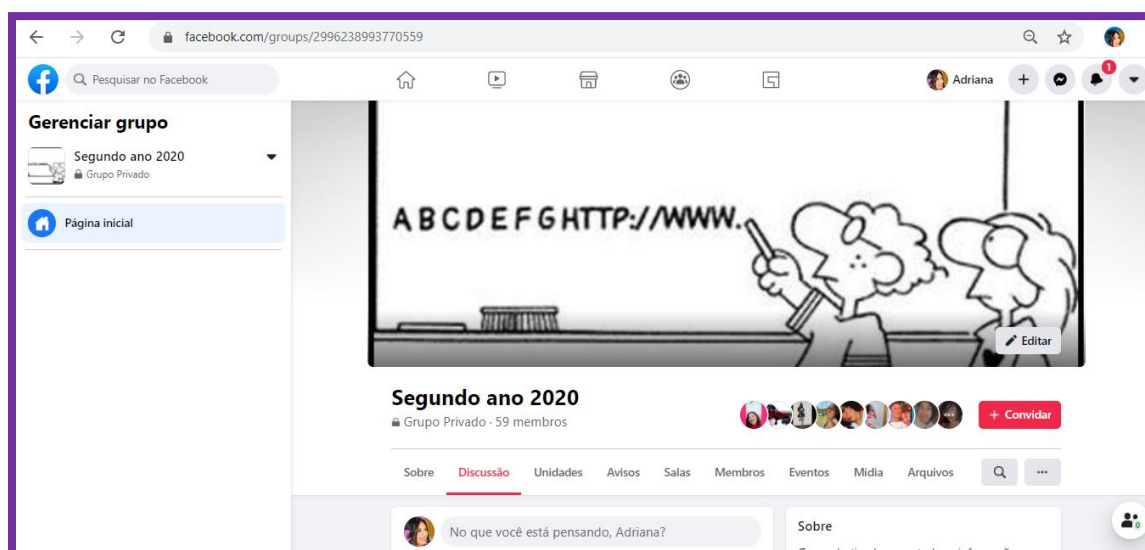 facebook.com/groups/2996238993770559
Pesquisar no Facebook
Adriana
1
Gerenciar grupo
Segundo ano 2020
Grupo Privado
Página inicial
A B C D E F G HTTP://WWW.
Editar
Segundo ano 2020
Grupo Privado · 59 membros
+ Convidar
Sobre Discussão Unidades Avisos Salas Membros Eventos Mídia Arquivos
No que você está pensando, Adriana?
Sobre